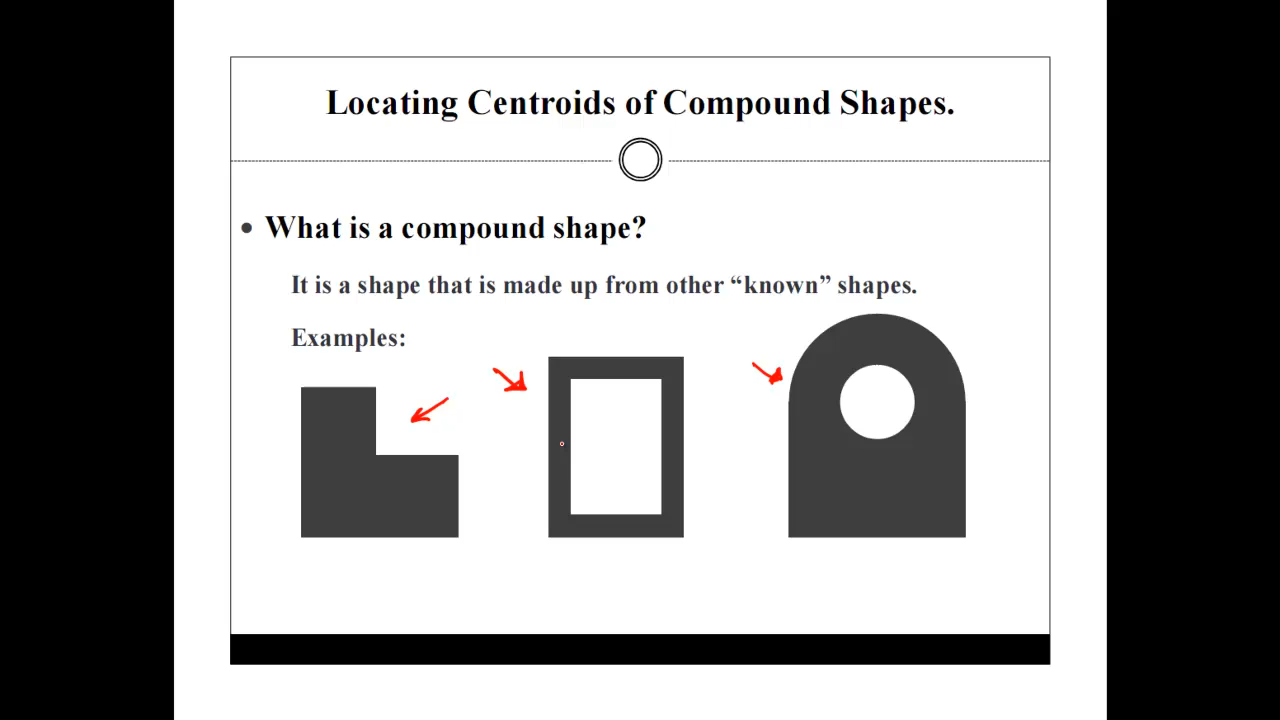 Locating Centroids of Compound Shapes.
• What is a compound shape?
It is a shape that is made up from other “known” shapes.
Examples: